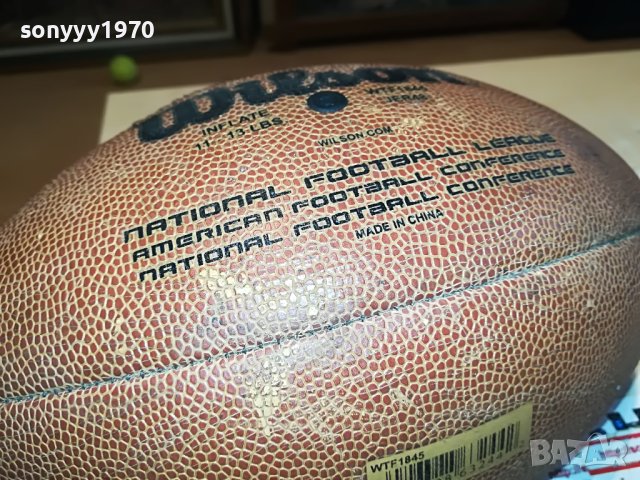 sonyyy1970
WILSON
INFLATE
11 - 13 LBS
WTF1845
WILSON.COM
NATIONAL FOOTBALL LEAGUE
AMERICAN FOOTBALL CONFERENCE
NATIONAL FOOTBALL CONFERENCE
MADE IN CHINA
WTF1845
BAZAR